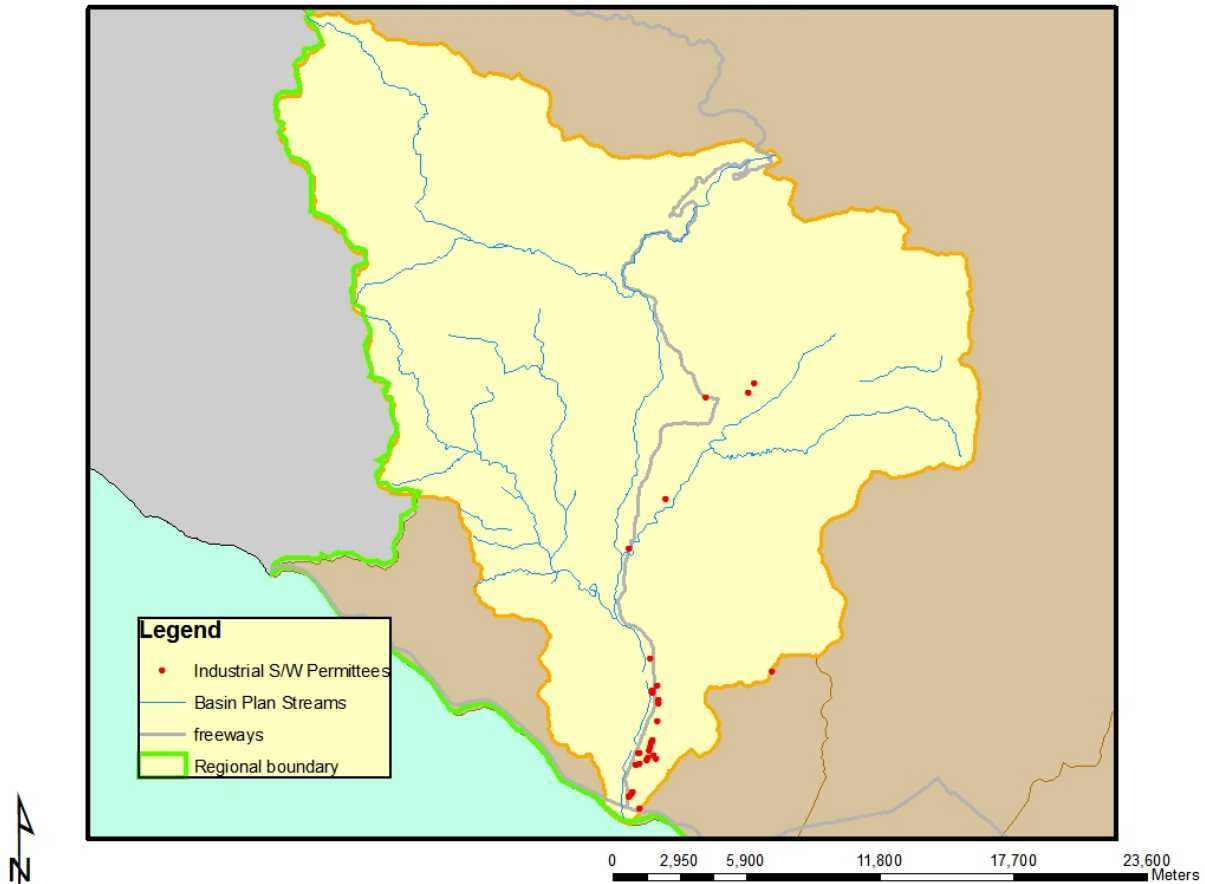 Legend
Industrial S/W Permittees
Basin Plan Streams
freeways
Regional boundary
N
0 2,950 5,900 11,800 17,700 23,600
Meters